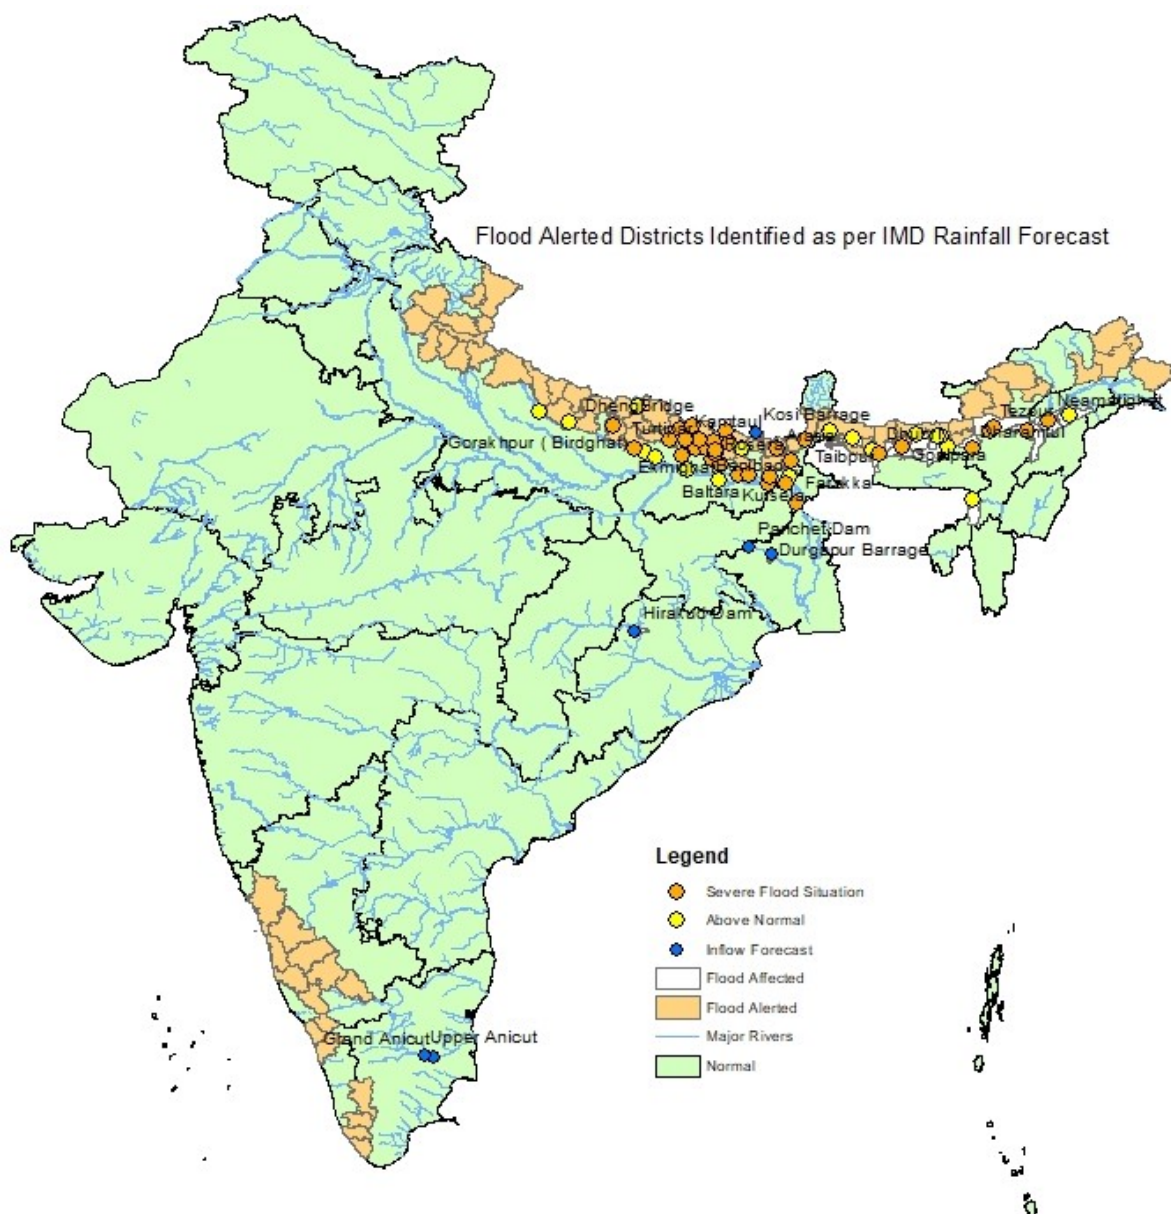 Flood Alerted Districts Identified as per IMD Rainfall Forecast
Neamatighat
Tezpur
Dharamtul
Goalpara
Kosi Barrage
Taibpur
Gorakhpur ( Birdghat)
Baltara
Kursela
Farakka
Panchet Dam
Durgapur Barrage
Hirakud Dam
Legend
Severe Flood Situation
Above Normal
Inflow Forecast
Flood Affected
Flood Alerted
Major Rivers
Normal
Grand Anicut
Upper Anicut